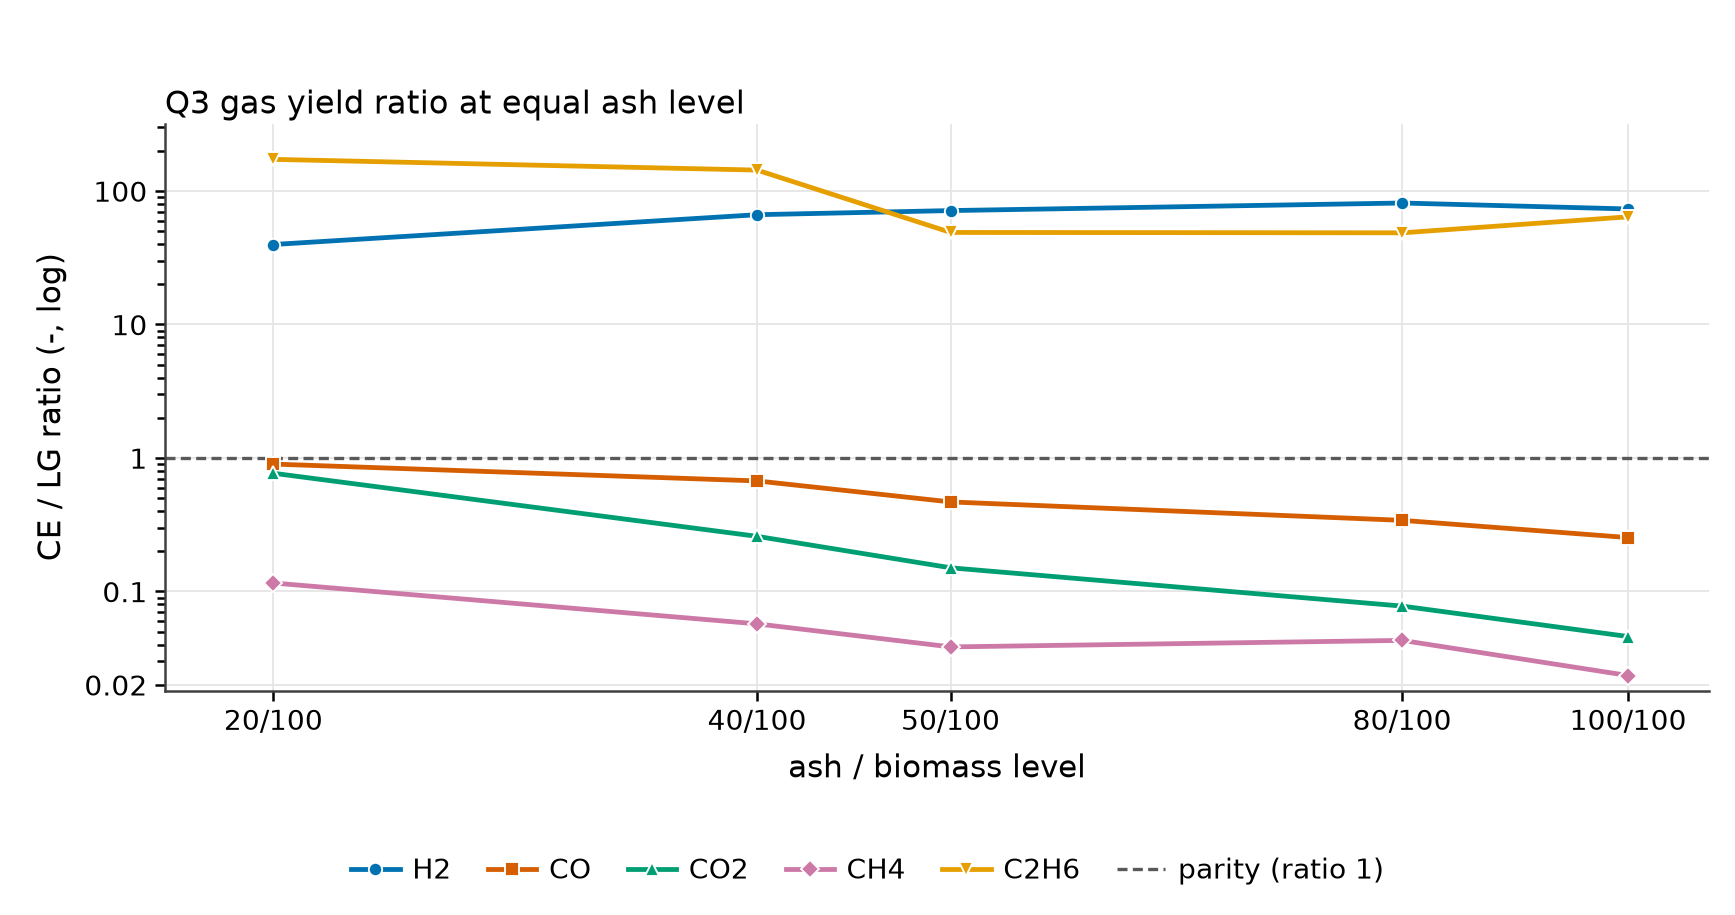 Q3 gas yield ratio at equal ash level
CE / LG ratio (-, log)
100
10
1
0.1
0.02
20/100 40/100 50/100 80/100 100/100
ash / biomass level
H2 CO CO2 CH4 C2H6 parity (ratio 1)